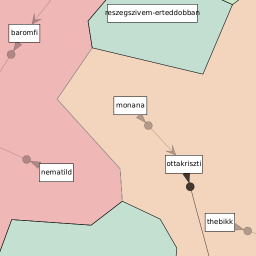 reszegszivem-erteddobban
baromfi
monana
ottakriszti
nematild
thebikk